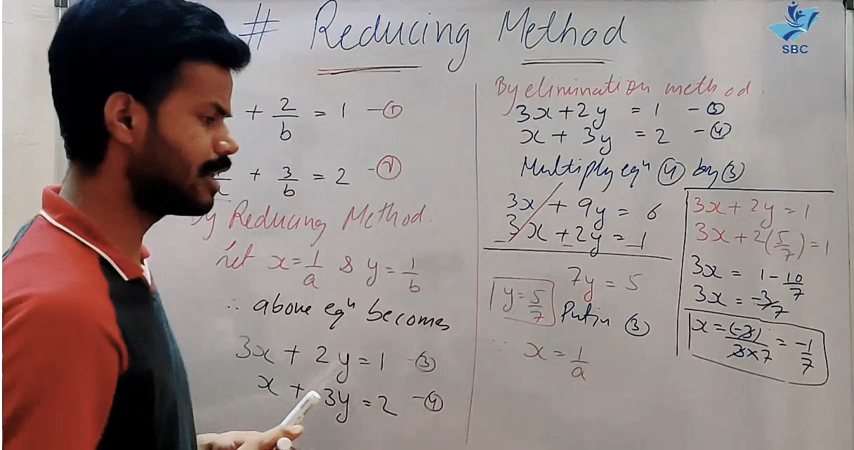 # Reducing Method
SBC
+ 2/b = 1 —①
+ 3/b = 2 —②
By Reducing Method.
Let x = 1/a & y = 1/b
∴ above eqⁿ becomes
3x + 2y = 1 —③
x + 3y = 2 —④
By elimination method.
3x + 2y = 1 —③
x + 3y = 2 —④
Multiply eqⁿ ④ by ③
3x + 9y = 6
3x + 2y = 1
− − −
7y = 5
y = 5/7
Put in ③
∵ x = 1/a
3x + 2y = 1
3x + 2(5/7) = 1
3x = 1 - 10/7
3x = -3/7
x = (-3)/3×7 = -1/7